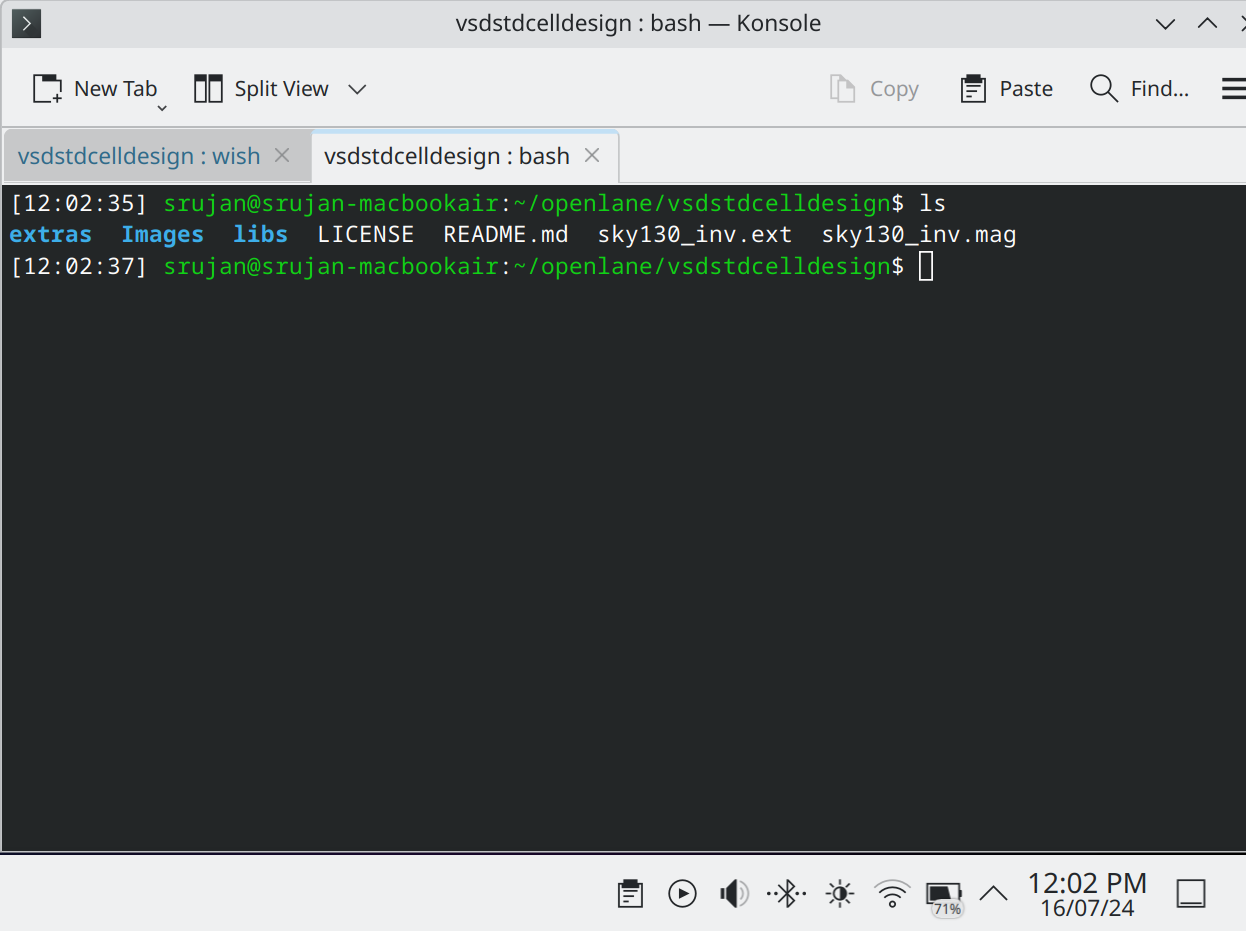 vsdstdcelldesign : bash — Konsole
New Tab Split View Copy Paste Find...
vsdstdcelldesign : wish vsdstdcelldesign : bash
[12:02:35] srujan@srujan-macbookair:~/openlane/vsdstdcelldesign$ ls
extras Images libs LICENSE README.md sky130_inv.ext sky130_inv.mag
[12:02:37] srujan@srujan-macbookair:~/openlane/vsdstdcelldesign$
71%
12:02 PM
16/07/24